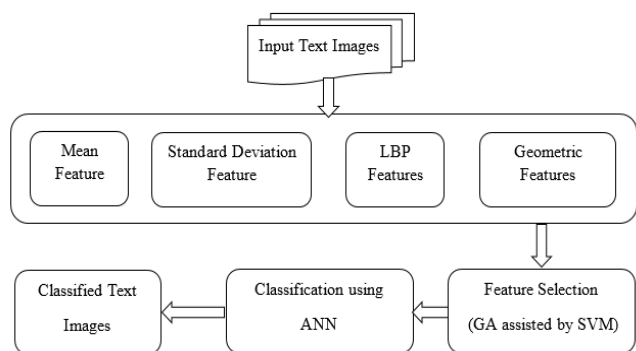 Input Text Images
Mean
Feature
Standard Deviation
Feature
LBP
Features
Geometric
Features
Classified Text
Images
Classification using
ANN
Feature Selection
(GA assisted by SVM)